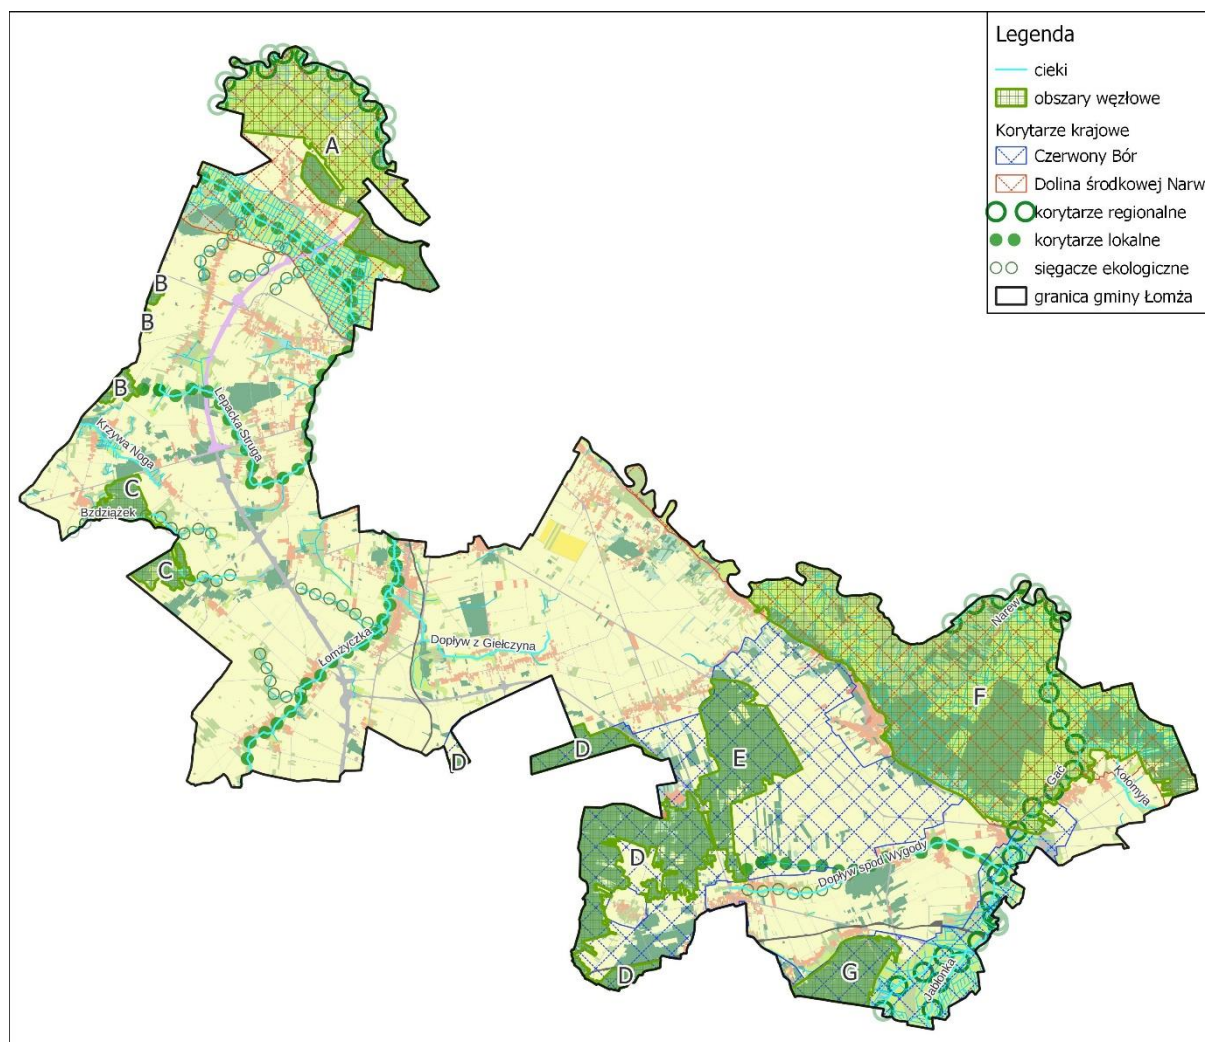 Legenda
cieki
obszary węzłowe
Korytarze krajowe
Czerwony Bór
Dolina środkowej Narw
korytarze regionalne
korytarze lokalne
sięgacze ekologiczne
granica gminy Łomża
A
B
B
B
Łepacka Struga
Krzywa Noga
C
Bzdziążek
C
Łomżyczka
Dopływ z Giełczyna
Narew
F
D
D
E
Gać
Kołomyja
D
Dopływ spod Wygody
D
G
Jabłonka